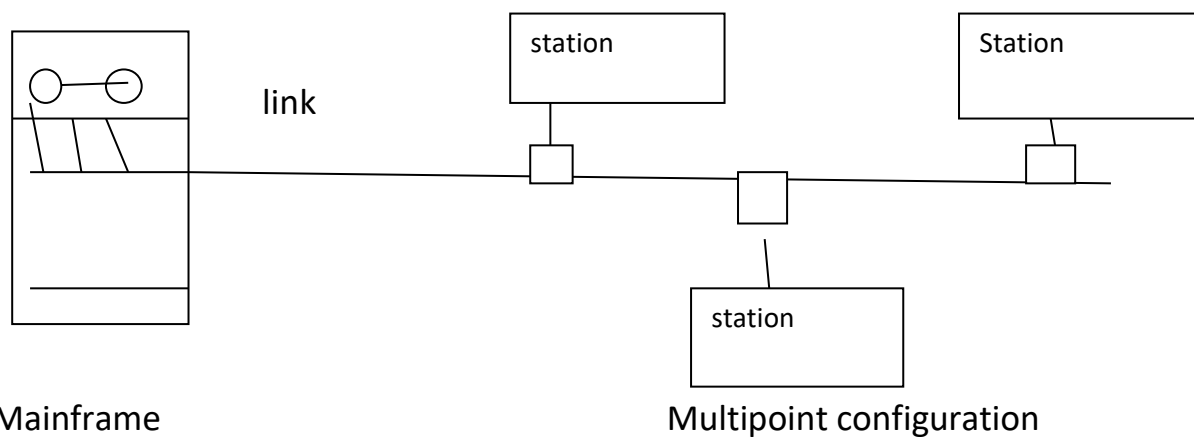 station
Station
link
station
Mainframe
Multipoint configuration